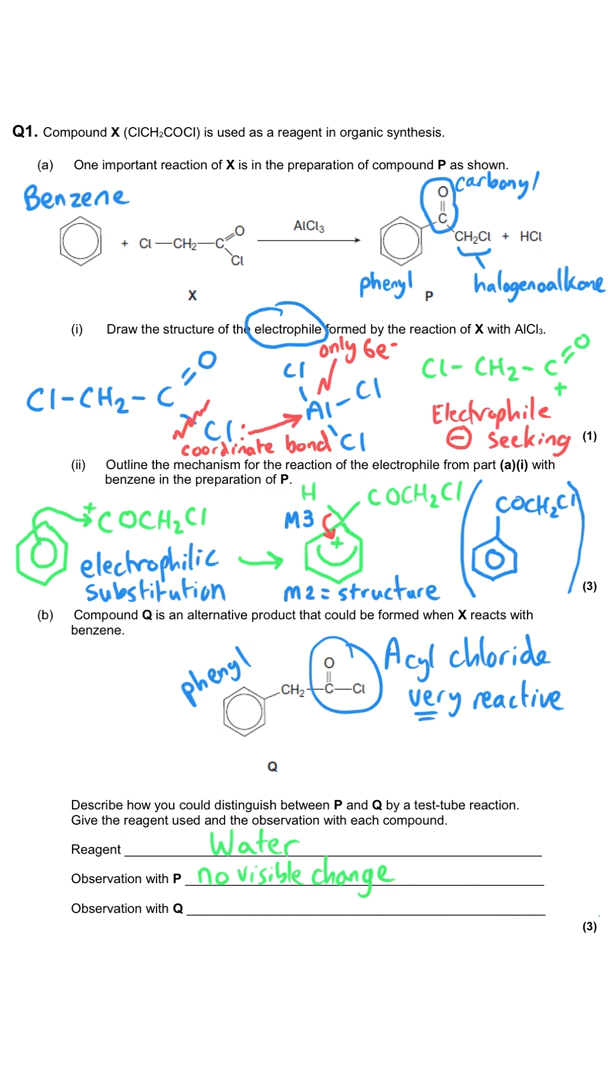 Q1. Compound X (ClCH₂COCl) is used as a reagent in organic synthesis.
(a) One important reaction of X is in the preparation of compound P as shown.
Benzene
carbonyl
+ Cl—CH₂—C
O
Cl
AlCl₃
O
C
CH₂Cl + HCl
X
phenyl
P
halogenoalkane
(i) Draw the structure of the electrophile formed by the reaction of X with AlCl₃.
only 6e-
Cl-CH₂-C=O
Cl:
Cl
Al-Cl
Cl
coordinate bond
Cl-CH₂-C=O
+
Electrophile
⊖ seeking
(1)
(ii) Outline the mechanism for the reaction of the electrophile from part (a)(i) with
benzene in the preparation of P.
+COCH₂Cl
H
COCH₂Cl
M3
+
COCH₂Cl
electrophilic
substitution
M2 = structure
(3)
(b) Compound Q is an alternative product that could be formed when X reacts with
benzene.
phenyl
O
CH₂—C—Cl
Acyl chloride
very reactive
Q
Describe how you could distinguish between P and Q by a test-tube reaction.
Give the reagent used and the observation with each compound.
Reagent Water
Observation with P no visible change
Observation with Q
(3)